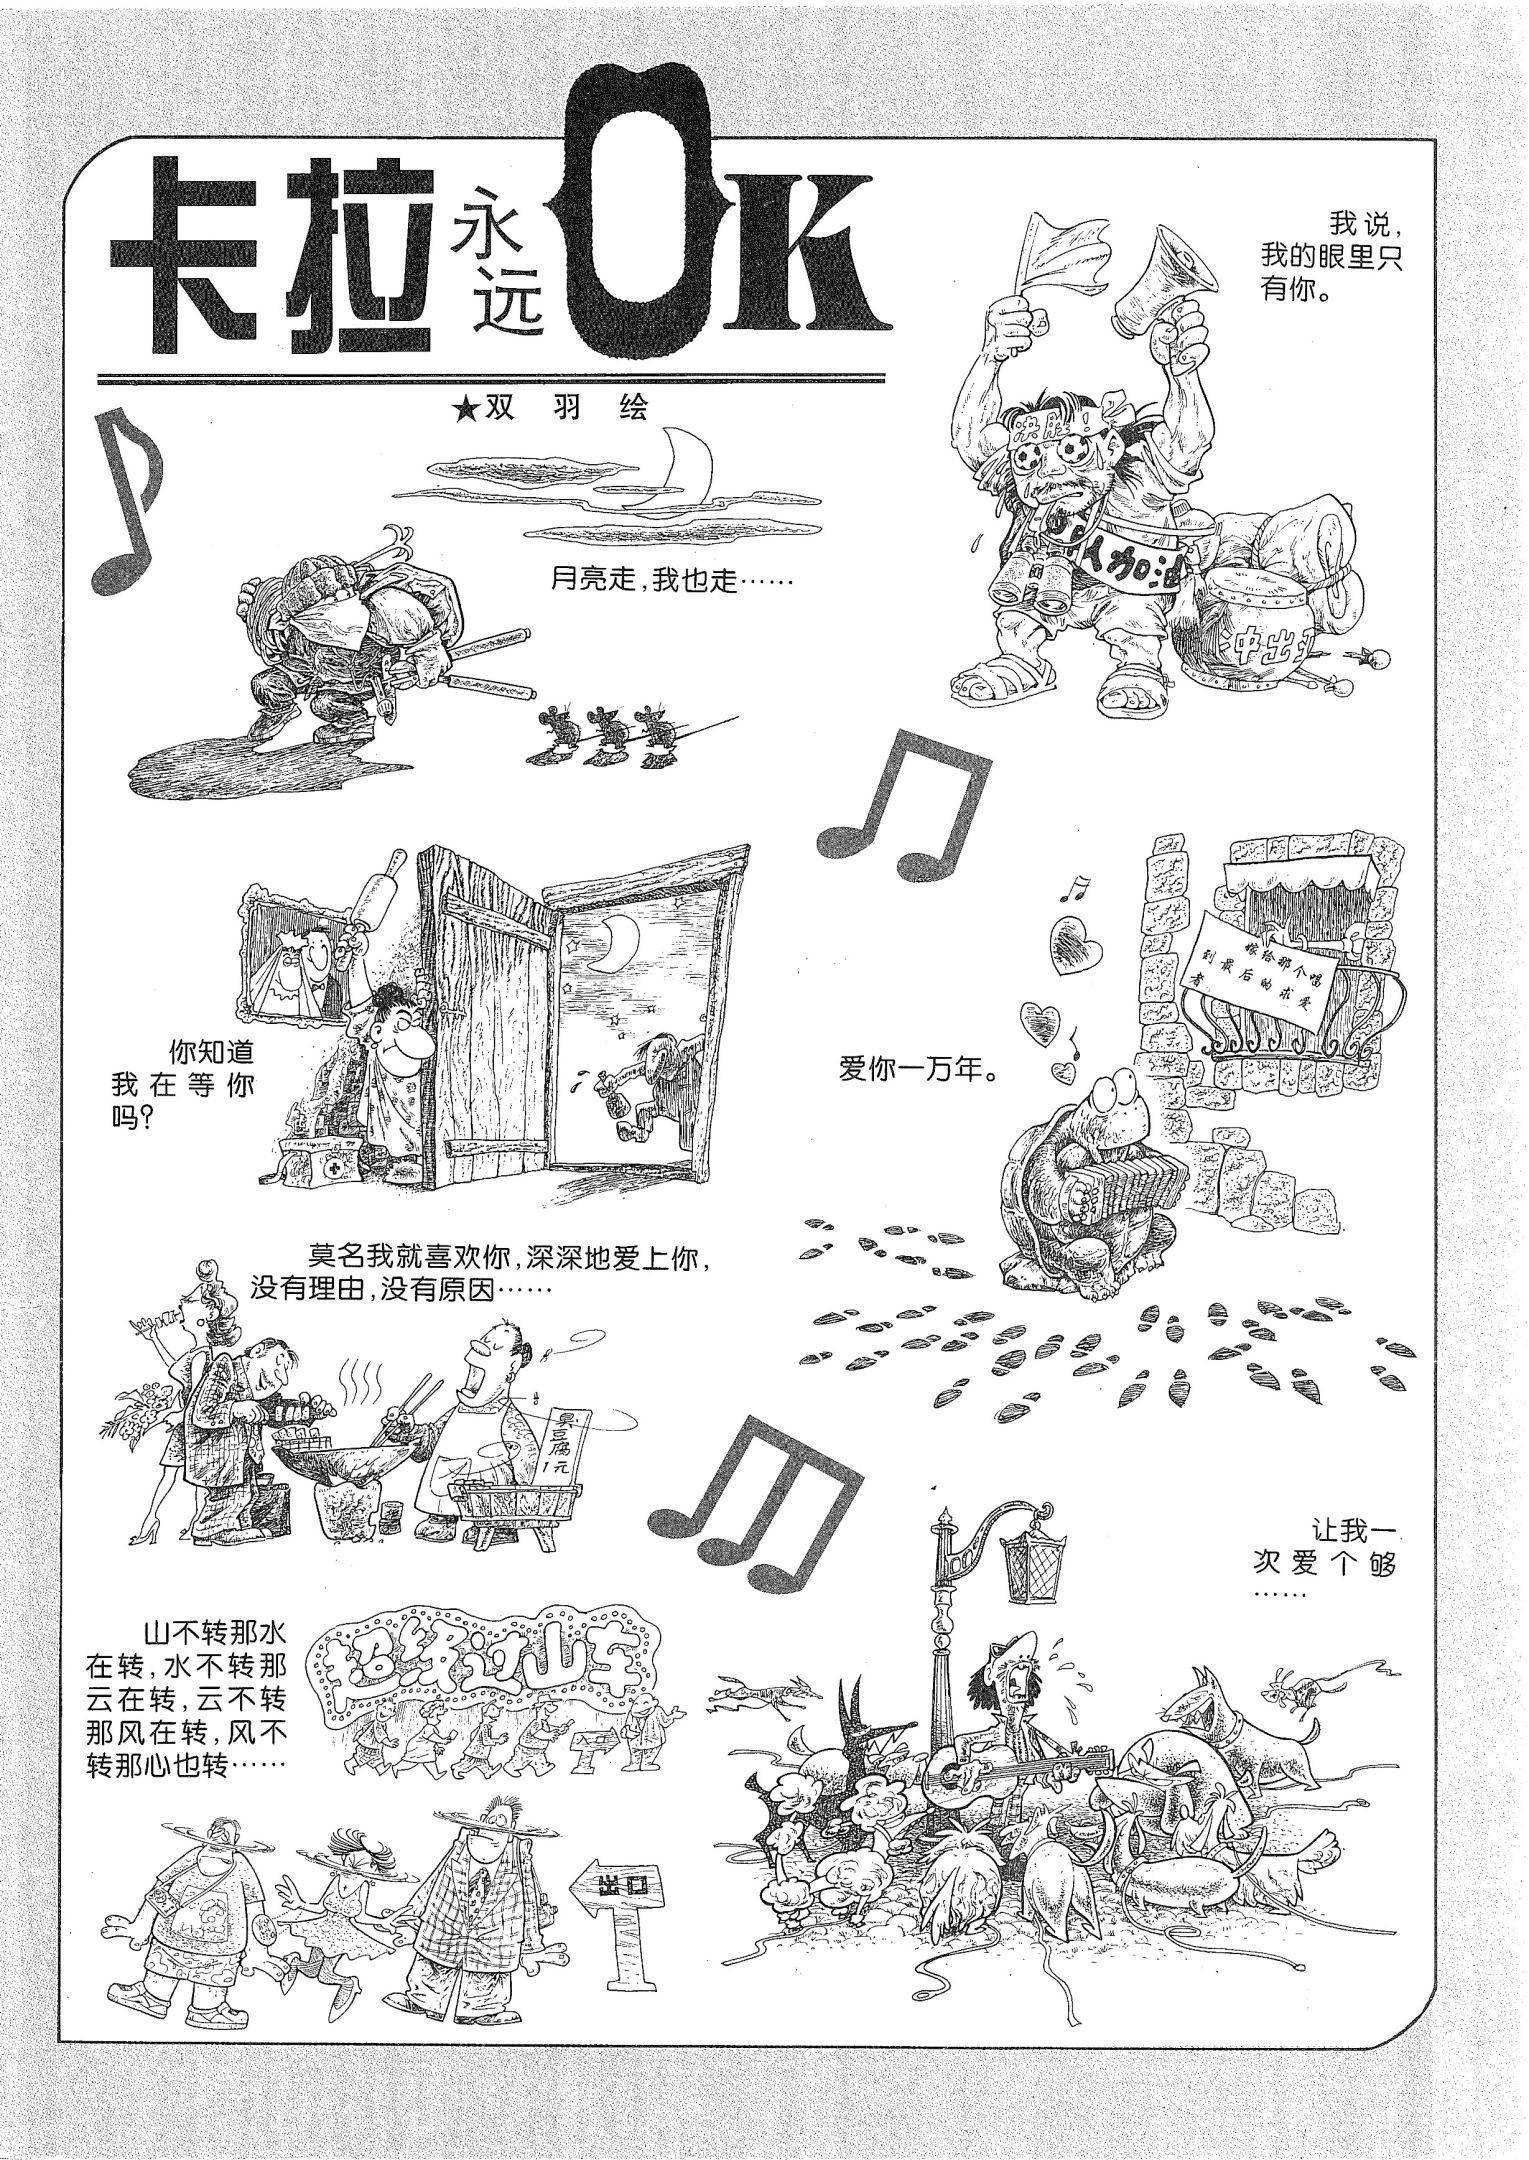 卡拉永远OK
★双 羽 绘
我说，
我的眼里只
有你。
决胜！
人加油
冲出
月亮走，我也走……
你知道
我在等你
吗？
嫁给那个唱
到最后的求爱
者
爱你一万年。
莫名我就喜欢你，深深地爱上你，
没有理由，没有原因……
臭豆腐
1元
让我一
次爱个够
……
山不转那水
在转，水不转那
云在转，云不转
那风在转，风不
转那心也转……
超级过山车
入口
出口